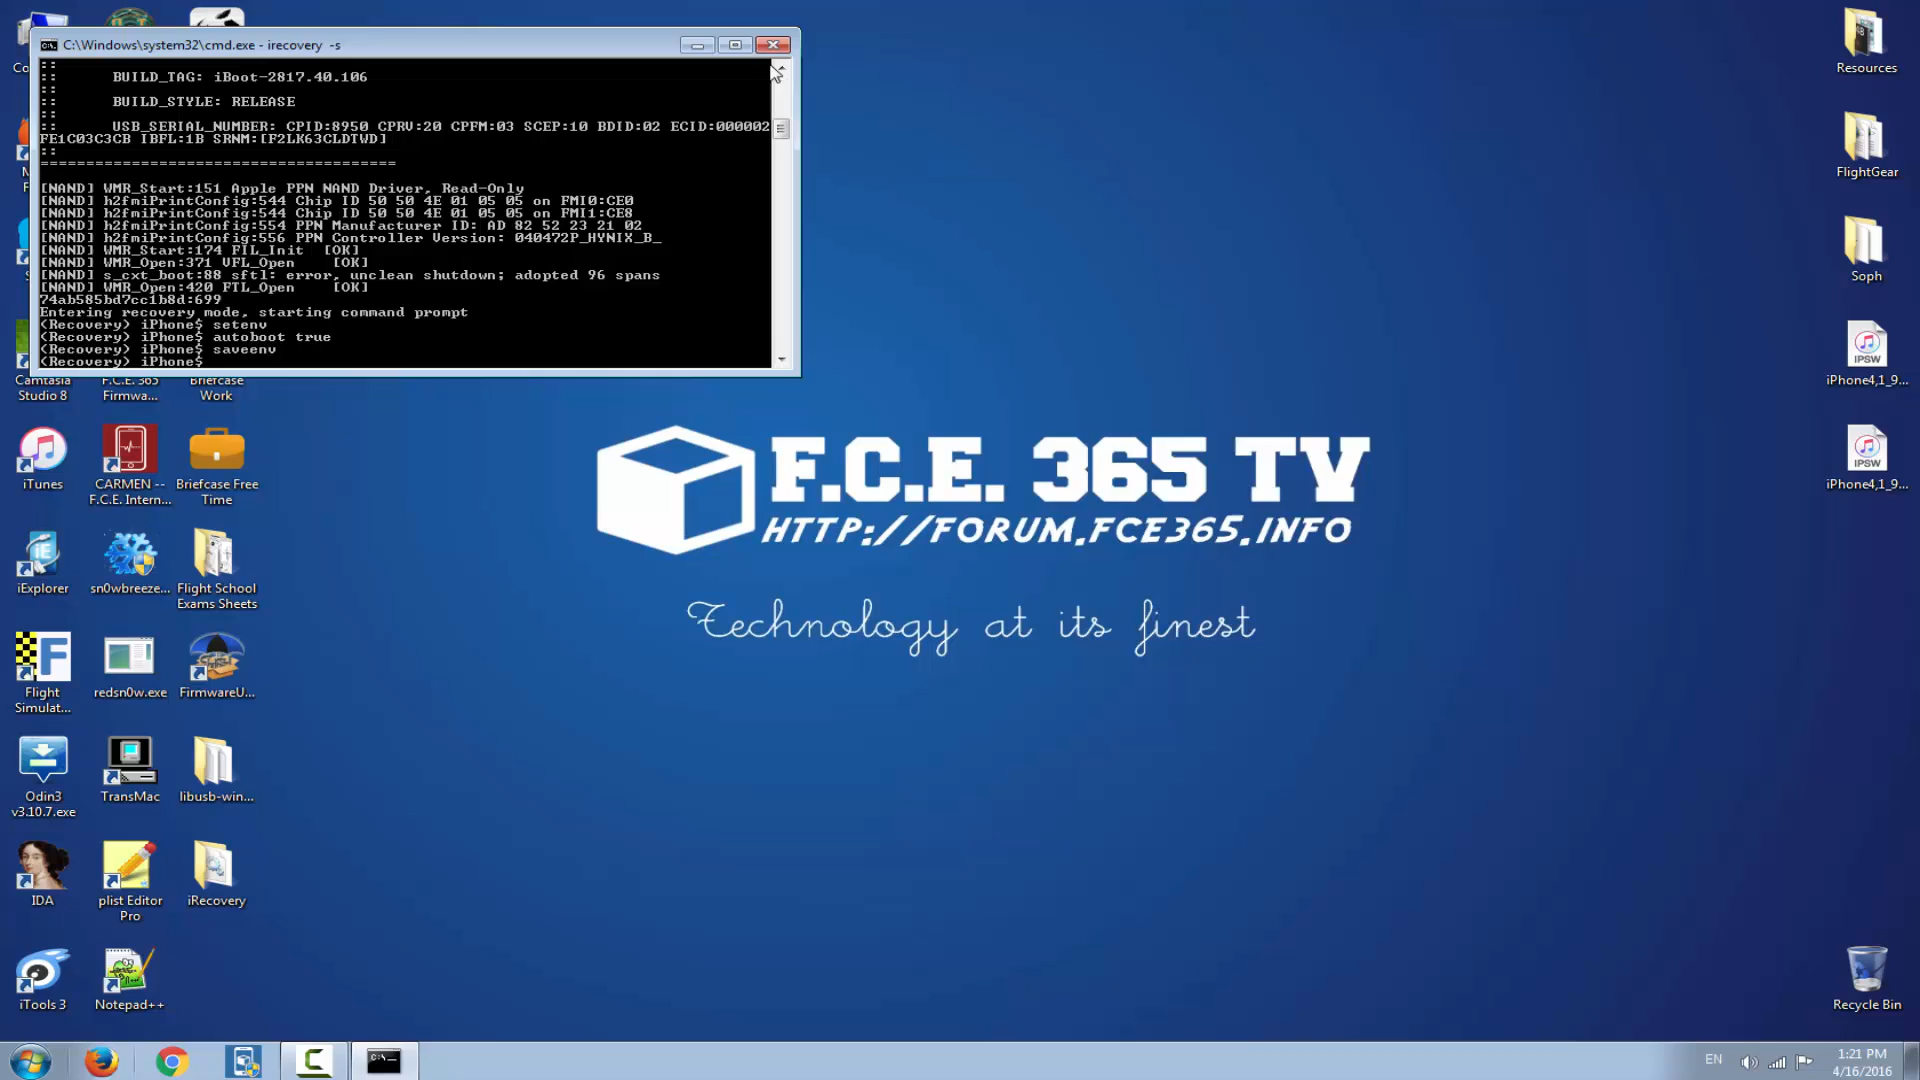 C:\Windows\system32\cmd.exe - irecovery -s
::
:: BUILD_TAG: iBoot-2817.40.106
::
:: BUILD_STYLE: RELEASE
::
:: USB_SERIAL_NUMBER: CPID:8950 CPRV:20 CPFM:03 SCEP:10 BDID:02 ECID:000002
FE1C03C3CB IBFL:1B SRNM:[F2LK63CLDTWD]
::
=======================================
[NAND] WMR_Start:151 Apple PPN NAND Driver, Read-Only
[NAND] h2fmiPrintConfig:544 Chip ID 50 50 4E 01 05 05 on FMI0:CE0
[NAND] h2fmiPrintConfig:544 Chip ID 50 50 4E 01 05 05 on FMI1:CE8
[NAND] h2fmiPrintConfig:554 PPN Manufacturer ID: AD 82 52 23 21 02
[NAND] h2fmiPrintConfig:556 PPN Controller Version: 040472P_HYNIX_B_
[NAND] WMR_Start:174 FIL_Init [OK]
[NAND] WMR_Open:371 VFL_Open [OK]
[NAND] s_cxt_boot:88 sftl: error, unclean shutdown; adopted 96 spans
[NAND] WMR_Open:420 FTL_Open [OK]
74ab585bd7cc1b8d:699
Entering recovery mode, starting command prompt
(Recovery) iPhone$ setenv
(Recovery) iPhone$ autoboot true
(Recovery) iPhone$ saveenv
(Recovery) iPhone$
Camtasia Studio 8
F.C.E. 365 Firmwa...
Briefcase Work
iTunes
CARMEN -- F.C.E. Intern...
Briefcase Free Time
iExplorer
sn0wbreeze...
Flight School Exams Sheets
Flight Simulat...
redsn0w.exe
FirmwareU...
Odin3 v3.10.7.exe
TransMac
libusb-win...
IDA
plist Editor Pro
iRecovery
iTools 3
Notepad++
F.C.E. 365 TV
HTTP://FORUM.FCE365.INFO
Technology at its finest
Resources
FlightGear
Soph
IPSW
iPhone4,1_9...
IPSW
iPhone4,1_9...
Recycle Bin
EN
1:21 PM
4/16/2016